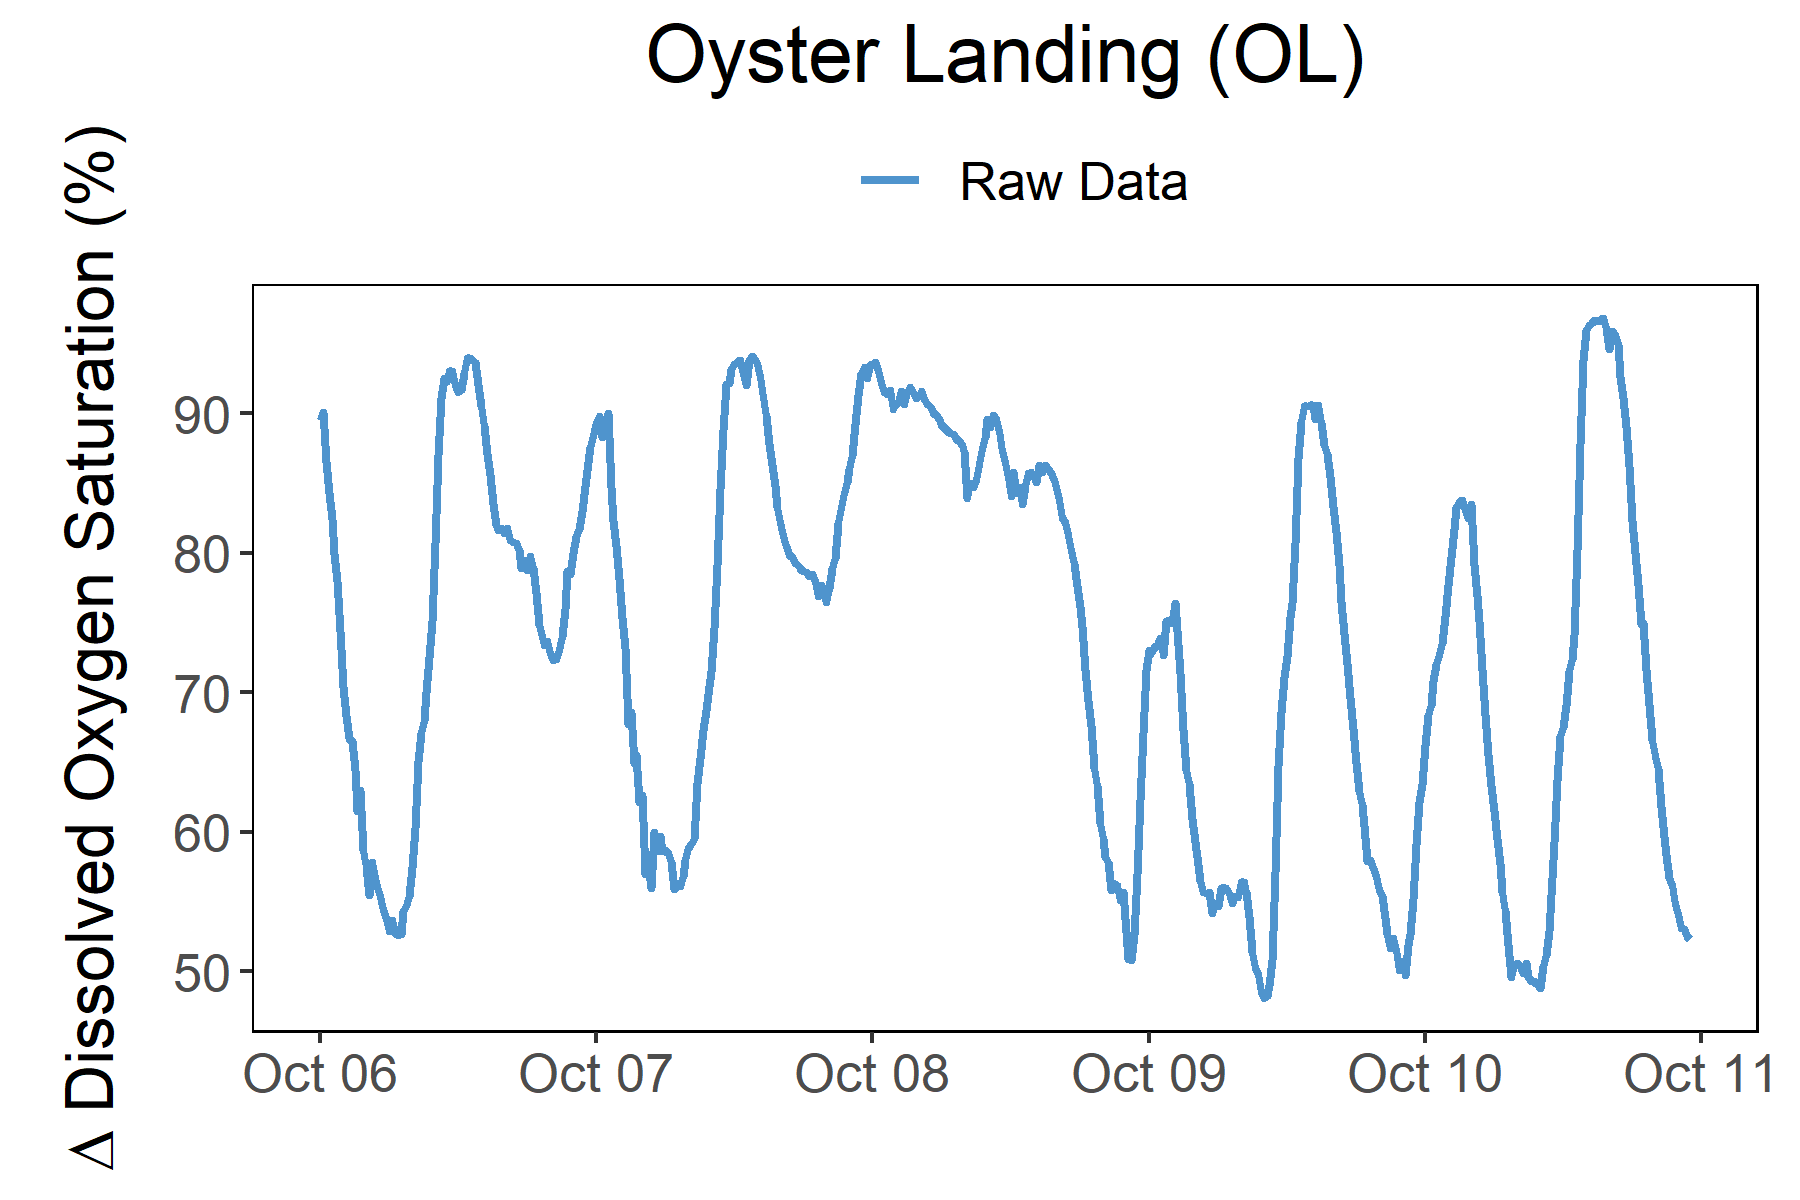 Oyster Landing (OL)
Raw Data
Δ Dissolved Oxygen Saturation (%)
90
80
70
60
50
Oct 06
Oct 07
Oct 08
Oct 09
Oct 10
Oct 11